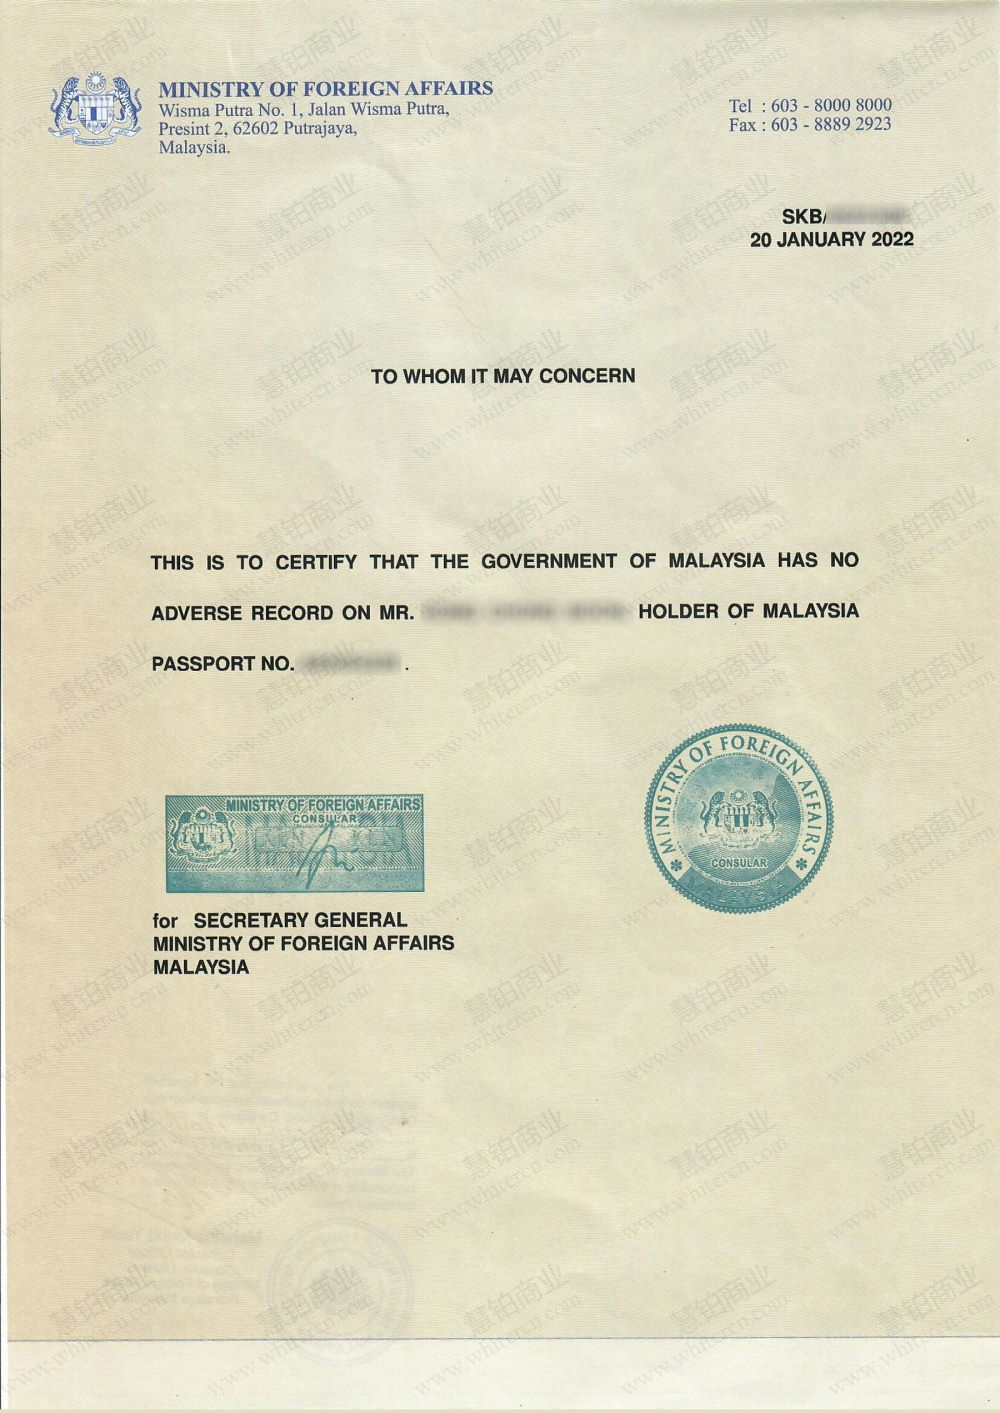 MINISTRY OF FOREIGN AFFAIRS
Wisma Putra No. 1, Jalan Wisma Putra,
Presint 2, 62602 Putrajaya,
Malaysia.
Tel : 603 - 8000 8000
Fax : 603 - 8889 2923
SKB/
20 JANUARY 2022
TO WHOM IT MAY CONCERN
THIS IS TO CERTIFY THAT THE GOVERNMENT OF MALAYSIA HAS NO
ADVERSE RECORD ON MR. HOLDER OF MALAYSIA
PASSPORT NO. .
MINISTRY OF FOREIGN AFFAIRS
CONSULAR
MINISTRY OF FOREIGN AFFAIRS
CONSULAR
MALAYSIA
for SECRETARY GENERAL
MINISTRY OF FOREIGN AFFAIRS
MALAYSIA
慧铂商业
www.whitercn.com